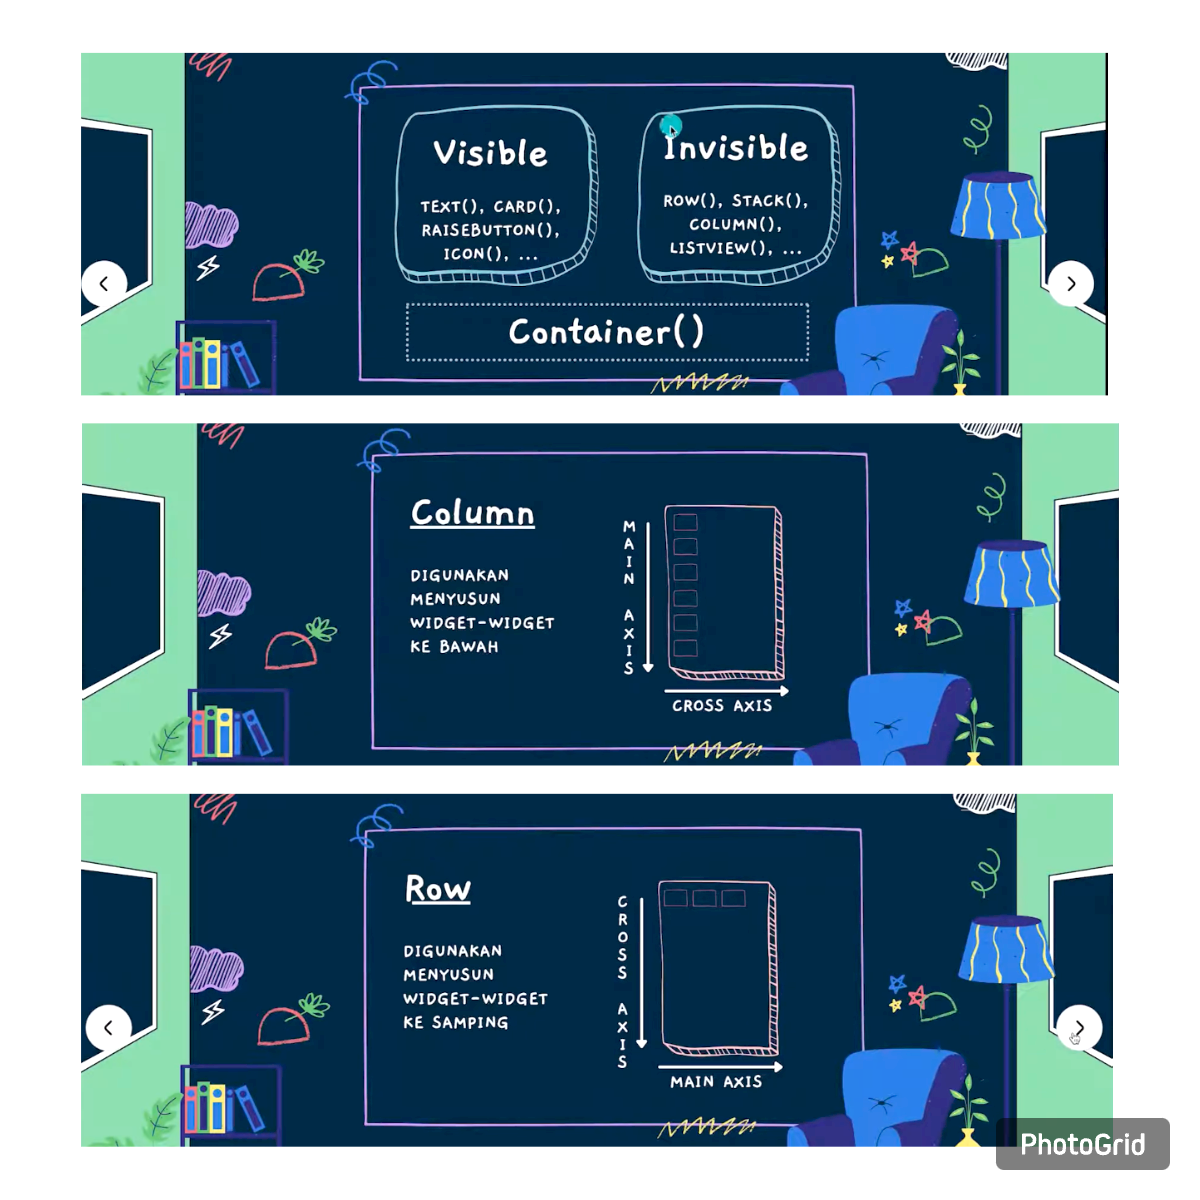 Visible
TEXT(), CARD(),
RAISEBUTTON(),
ICON(), ...
Invisible
ROW(), STACK(),
COLUMN(),
LISTVIEW(), ...
Container()
Column
DIGUNAKAN
MENYUSUN
WIDGET-WIDGET
KE BAWAH
MAIN AXIS
CROSS AXIS
Row
DIGUNAKAN
MENYUSUN
WIDGET-WIDGET
KE SAMPING
CROSS AXIS
MAIN AXIS
PhotoGrid